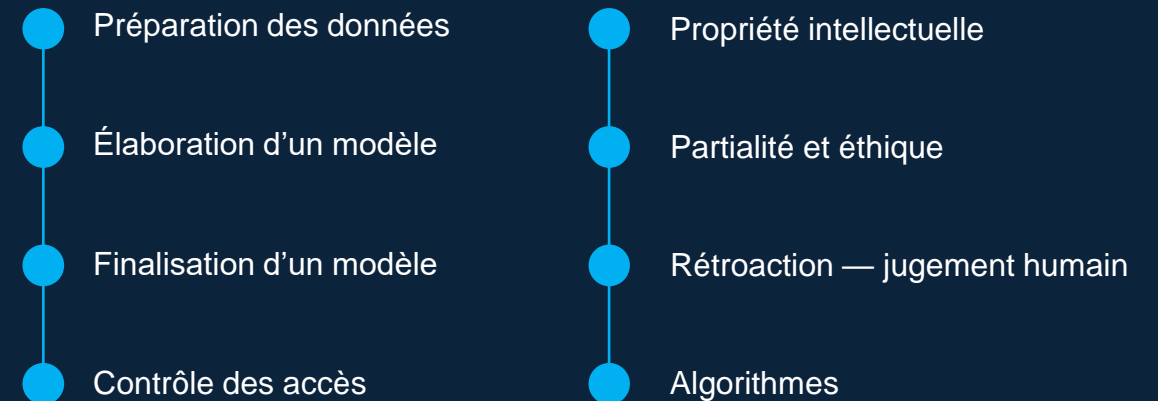 Préparation des données
Élaboration d’un modèle
Finalisation d’un modèle
Contrôle des accès
Propriété intellectuelle
Partialité et éthique
Rétroaction — jugement humain
Algorithmes